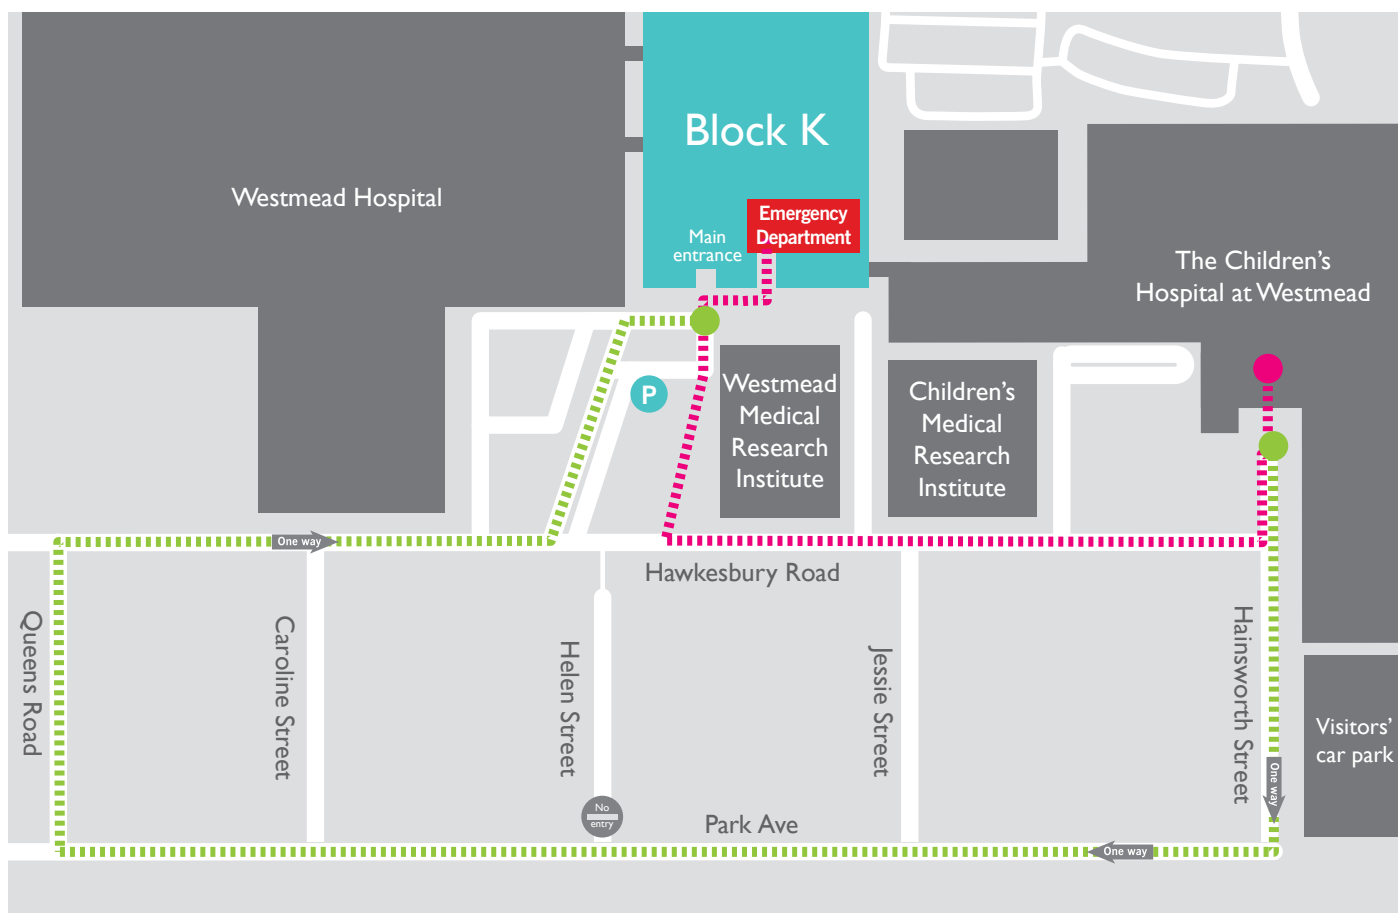 Block K
Westmead Hospital
Emergency
Department
Main
entrance
The Children's
Hospital at Westmead
Westmead
Medical
Research
Institute
Children's
Medical
Research
Institute
P
One way
Hawkesbury Road
Queens Road
Caroline Street
Helen Street
Jessie Street
Hainsworth Street
Visitors'
car park
One way
No
entry
Park Ave
One way